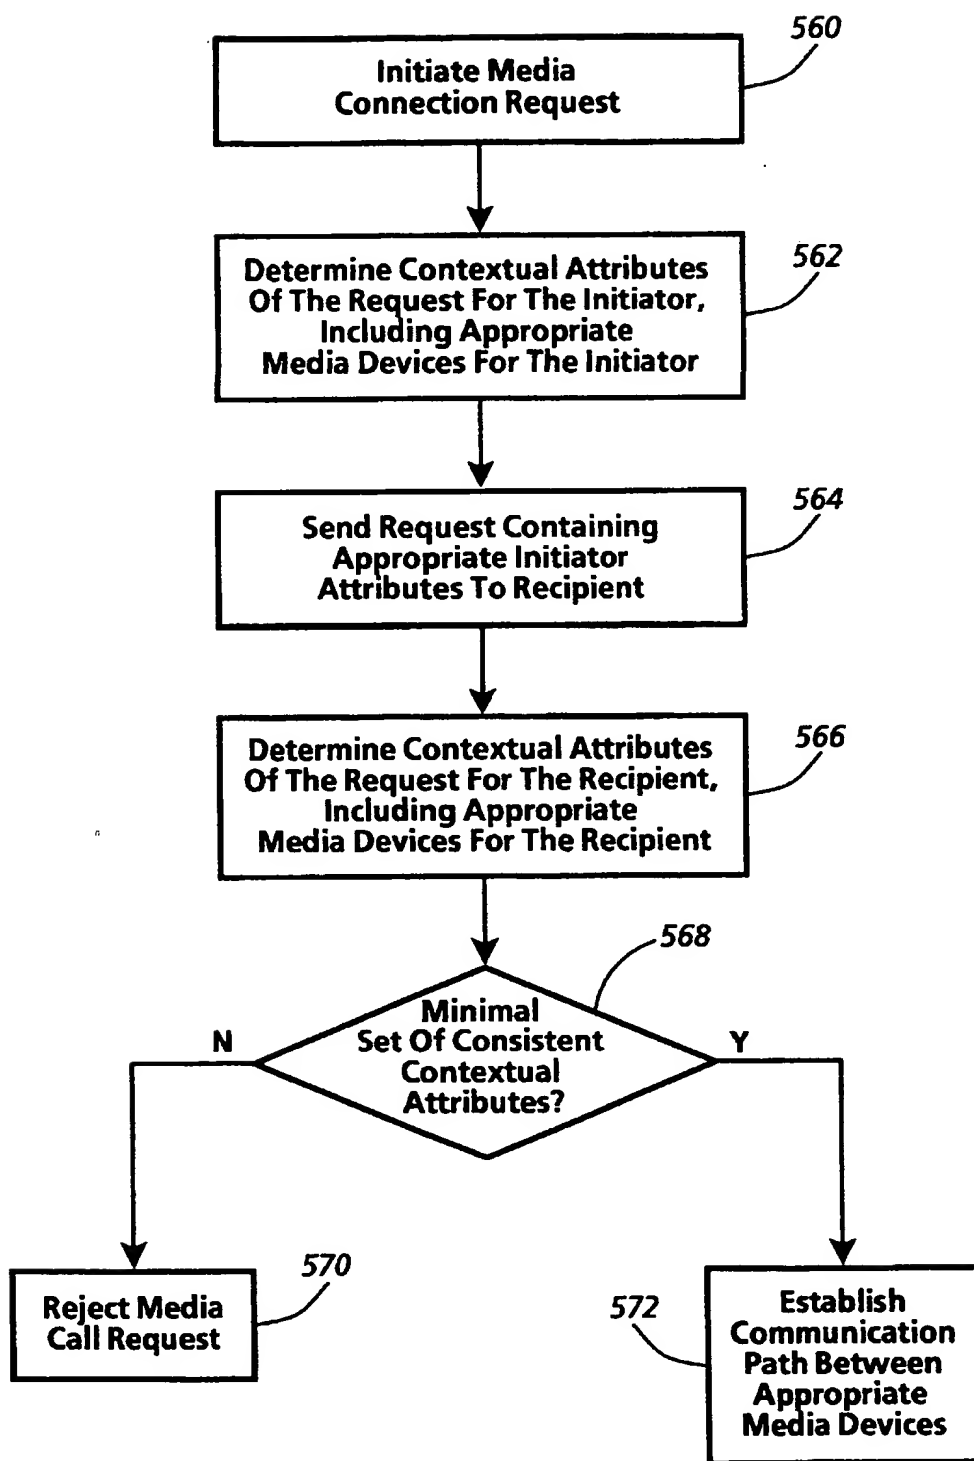 560
Initiate Media
Connection Request
562
Determine Contextual Attributes
Of The Request For The Initiator,
Including Appropriate
Media Devices For The Initiator
564
Send Request Containing
Appropriate Initiator
Attributes To Recipient
566
Determine Contextual Attributes
Of The Request For The Recipient,
Including Appropriate
Media Devices For The Recipient
568
Minimal
Set Of Consistent
Contextual
Attributes?
N
Y
570
Reject Media
Call Request
572
Establish
Communication
Path Between
Appropriate
Media Devices